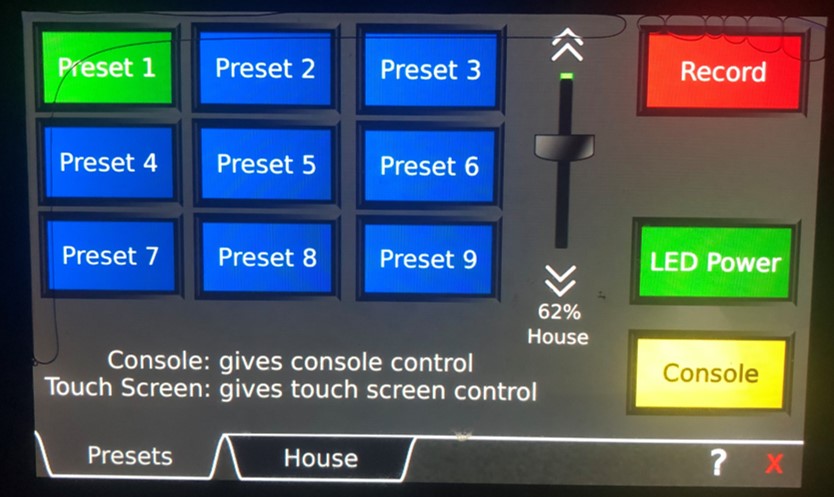 Preset 1
Preset 2
Preset 3
Record
Preset 4
Preset 5
Preset 6
Preset 7
Preset 8
Preset 9
LED Power
62%
House
Console
Console: gives console control
Touch Screen: gives touch screen control
Presets
House
?
X